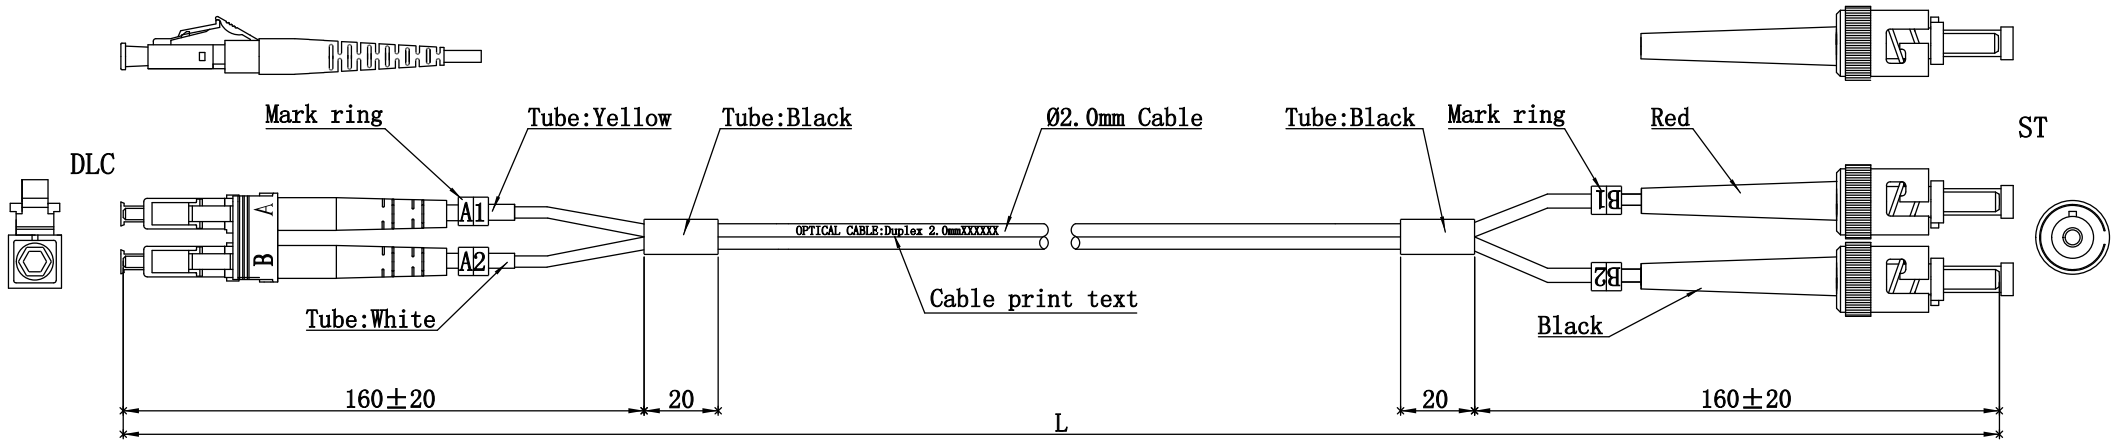 Mark ring
Tube:Yellow
Tube:Black
Ø2.0mm Cable
Tube:Black
Mark ring
Red
ST
DLC
A
A1
B1
OPTICAL CABLE:Duplex 2.0mmXXXXXX
B
A2
B2
Cable print text
Tube:White
Black
160±20
20
20
160±20
L